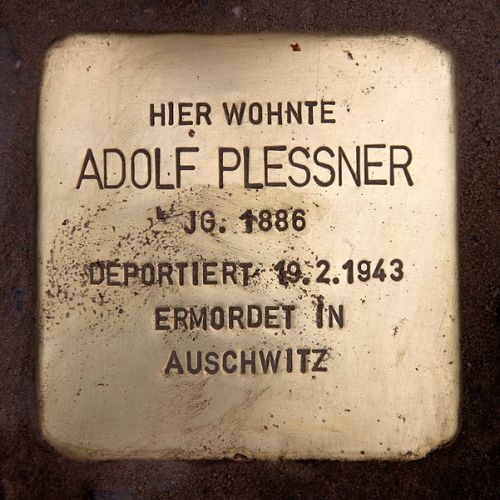 HIER WOHNTE
ADOLF PLESSNER
JG. 1886
DEPORTIERT 19.2.1943
ERMORDET IN
AUSCHWITZ